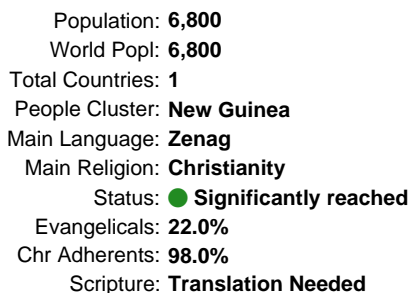 Population: 6,800
World Popl: 6,800
Total Countries: 1
People Cluster: New Guinea
Main Language: Zenag
Main Religion: Christianity
Status: Significantly reached
Evangelicals: 22.0%
Chr Adherents: 98.0%
Scripture: Translation Needed